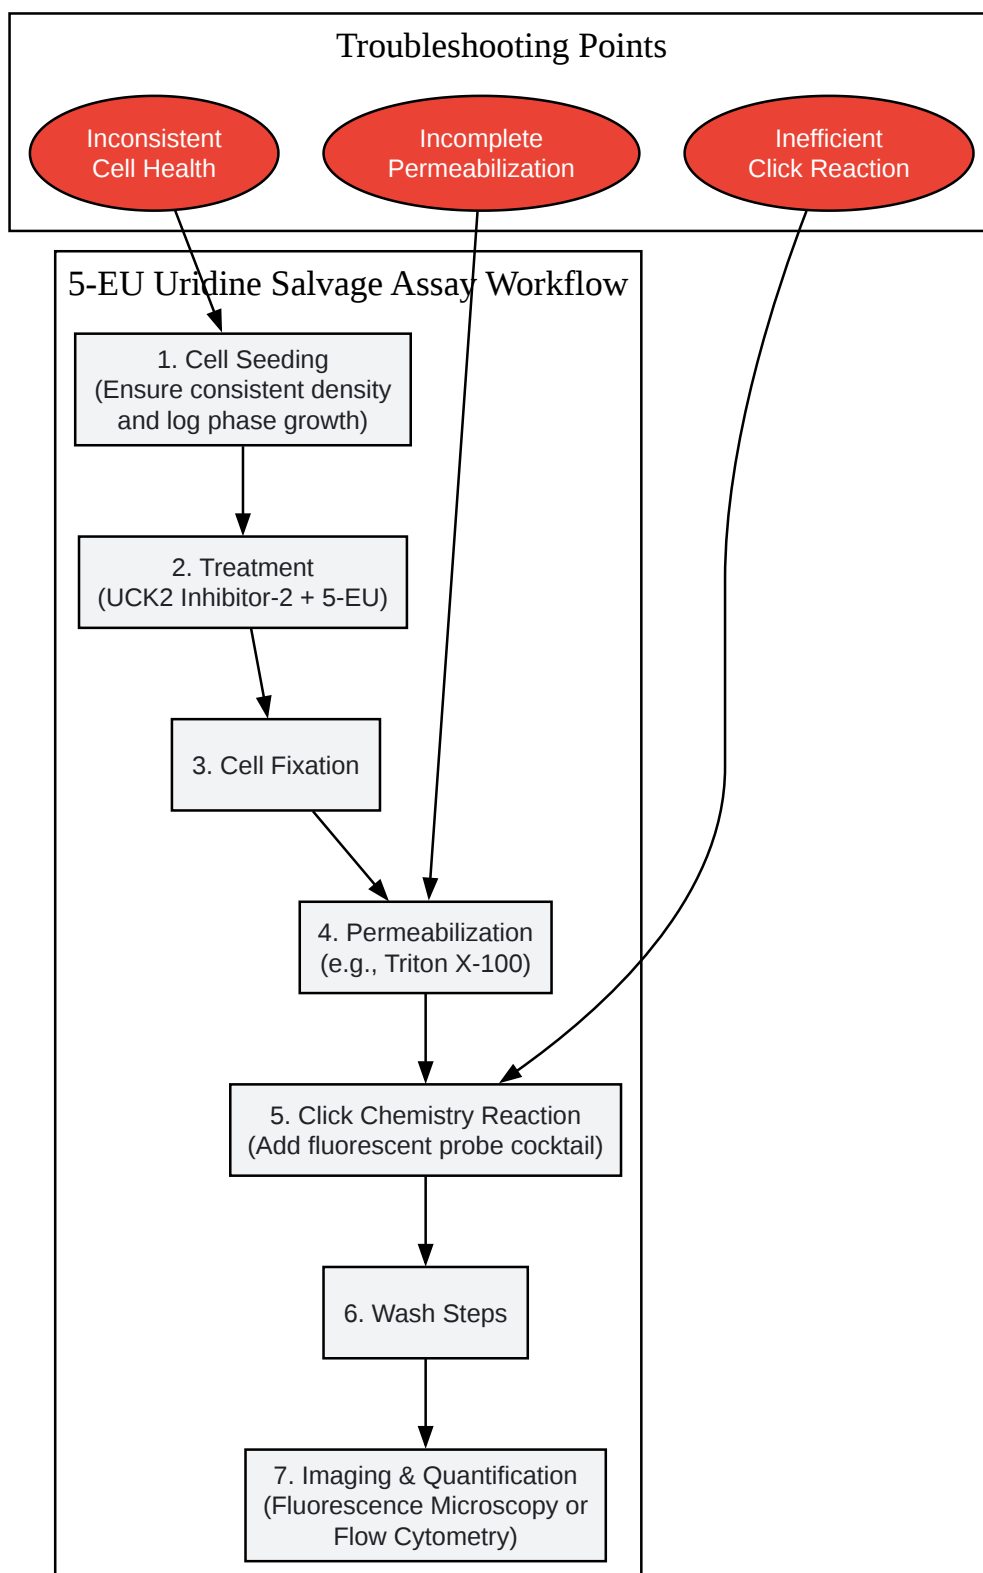 Troubleshooting Points
Inconsistent
Cell Health
Incomplete
Permeabilization
Inefficient
Click Reaction
5-EU Uridine Salvage Assay Workflow
1. Cell Seeding
(Ensure consistent density
and log phase growth)
2. Treatment
(UCK2 Inhibitor-2 + 5-EU)
3. Cell Fixation
4. Permeabilization
(e.g., Triton X-100)
5. Click Chemistry Reaction
(Add fluorescent probe cocktail)
6. Wash Steps
7. Imaging & Quantification
(Fluorescence Microscopy or
Flow Cytometry)